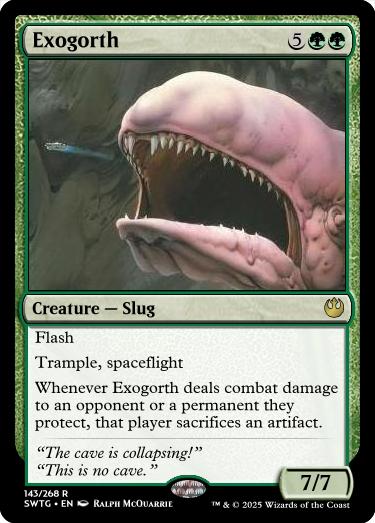 Exogorth 5
Creature — Slug
Flash
Trample, spaceflight
Whenever Exogorth deals combat damage
to an opponent or a permanent they
protect, that player sacrifices an artifact.
“The cave is collapsing!”
“This is no cave.”
7/7
143/268 R
SWTG • EN Ralph McQuarrie
™ & © 2025 Wizards of the Coast